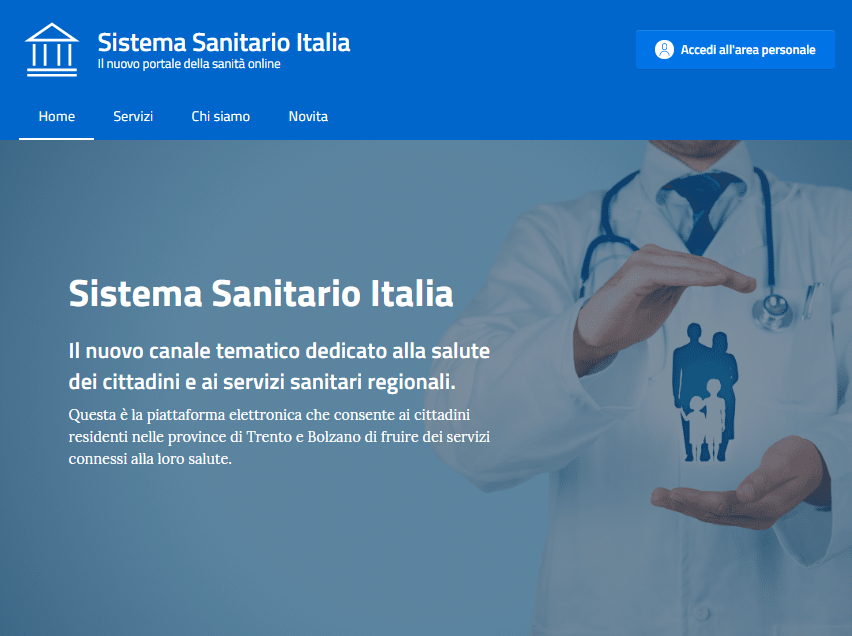 Sistema Sanitario Italia
Il nuovo portale della sanità online
Accedi all'area personale
Home
Servizi
Chi siamo
Novita
Sistema Sanitario Italia
Il nuovo canale tematico dedicato alla salute
dei cittadini e ai servizi sanitari regionali.
Questa è la piattaforma elettronica che consente ai cittadini
residenti nelle province di Trento e Bolzano di fruire dei servizi
connessi alla loro salute.